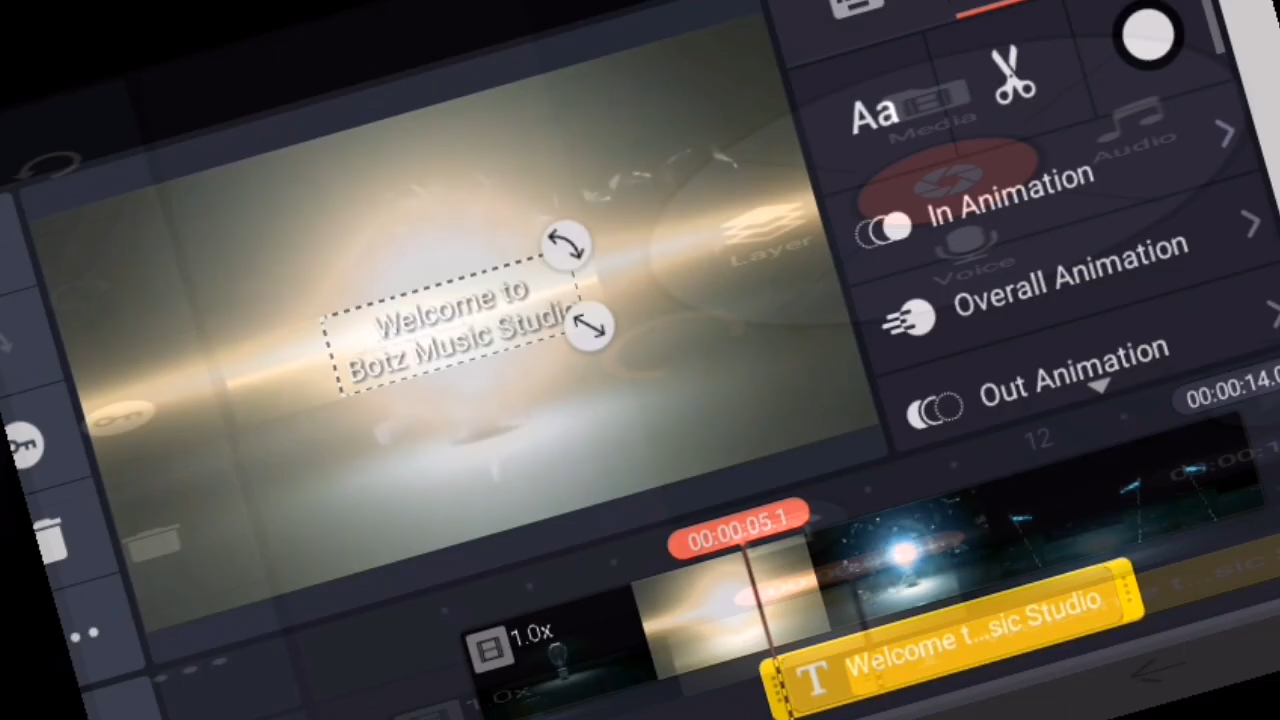 Aa
Media
Audio
In Animation
Voice
Layer
Overall Animation
Welcome to
Botz Music Studio
Out Animation
00:00:14.0
12
00:00:05.1
1.0x
0x
T Welcome t...sic Studio